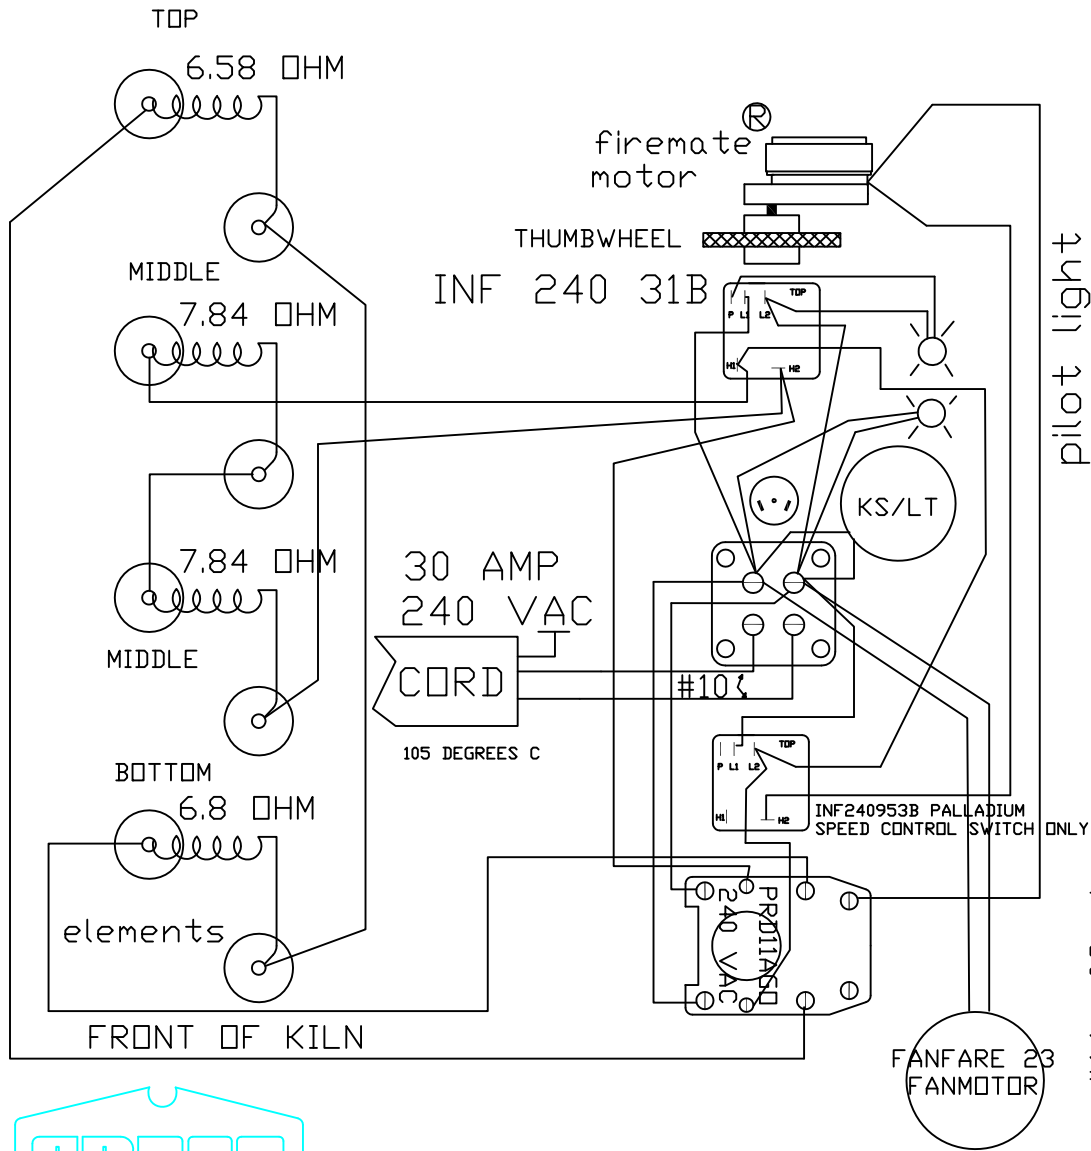 TOP
6.58 OHM
®
firemate
motor
THUMBWHEEL
MIDDLE
INF 240 31B
7.84 OHM
TOP
P L1 L2
H1 H2
pilot light
KS/LT
7.84 OHM
30 AMP
240 VAC
MIDDLE
CORD
#10
105 DEGREES C
TOP
P L1 L2
H1 H2
BOTTOM
6.8 OHM
INF240953B PALLADIUM
SPEED CONTROL SWITCH ONLY
PRD11AGO
240 VAC
elements
FRONT OF KILN
FANFARE 23
FANMOTOR